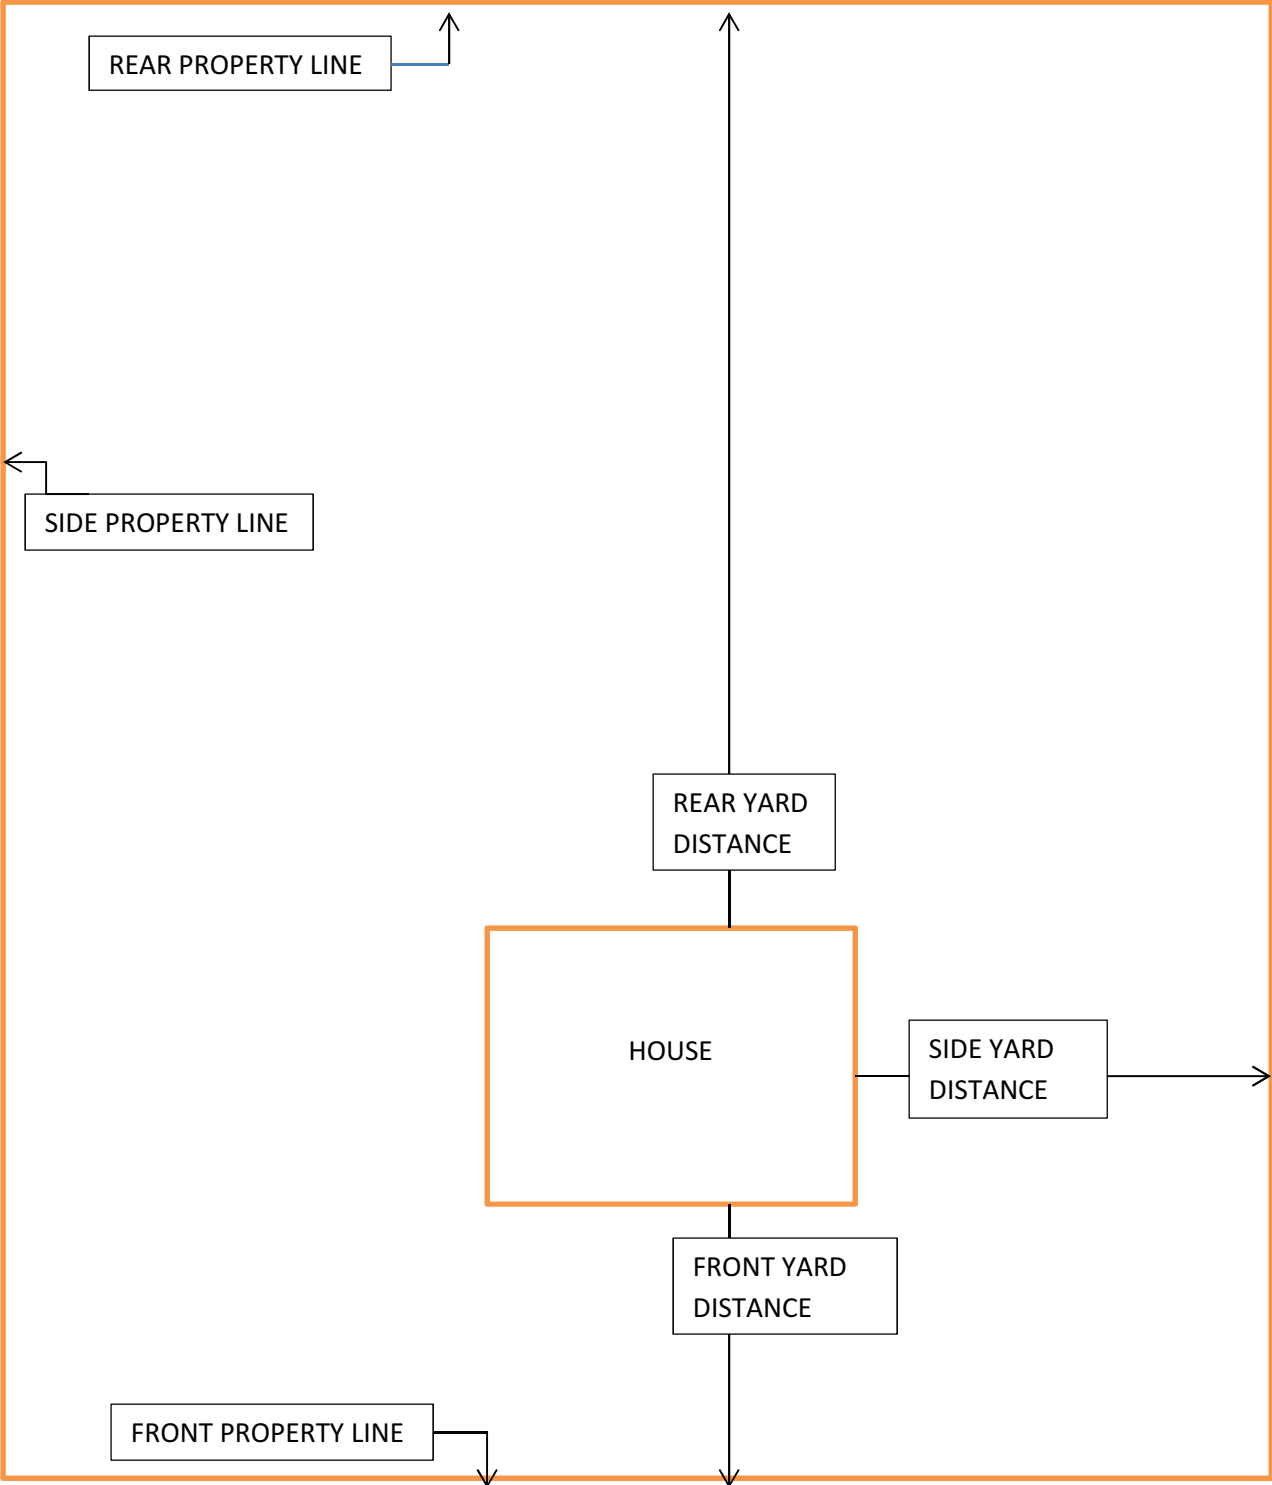 REAR PROPERTY LINE
SIDE PROPERTY LINE
REAR YARD
DISTANCE
HOUSE
SIDE YARD
DISTANCE
FRONT YARD
DISTANCE
FRONT PROPERTY LINE